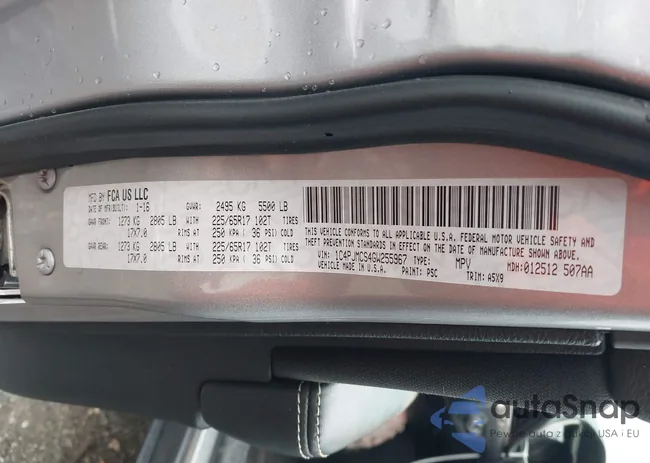 MFD BY FCA US LLC
DATE OF MFR(BUILT): 1-16 GVWR: 2495 KG 5500 LB
GAWR FRONT: 1273 KG 2805 LB WITH 225/65R17 102T TIRES
17X7.0 RIMS AT 250 KPA( 36 PSI)COLD
GAWR REAR: 1273 KG 2805 LB WITH 225/65R17 102T TIRES
17X7.0 RIMS AT 250 KPA( 36 PSI)COLD
THIS VEHICLE CONFORMS TO ALL APPLICABLE U.S.A. FEDERAL MOTOR VEHICLE SAFETY AND
THEFT PREVENTION STANDARDS IN EFFECT ON THE DATE OF MANUFACTURE SHOWN ABOVE.
VIN: 1C4PJMCS4GW255967 TYPE: MPV MDH:012512 507AA
PAINT: PSC TRIM: A5X9
autoSnap
Pewne auta z aukcji USA i EU